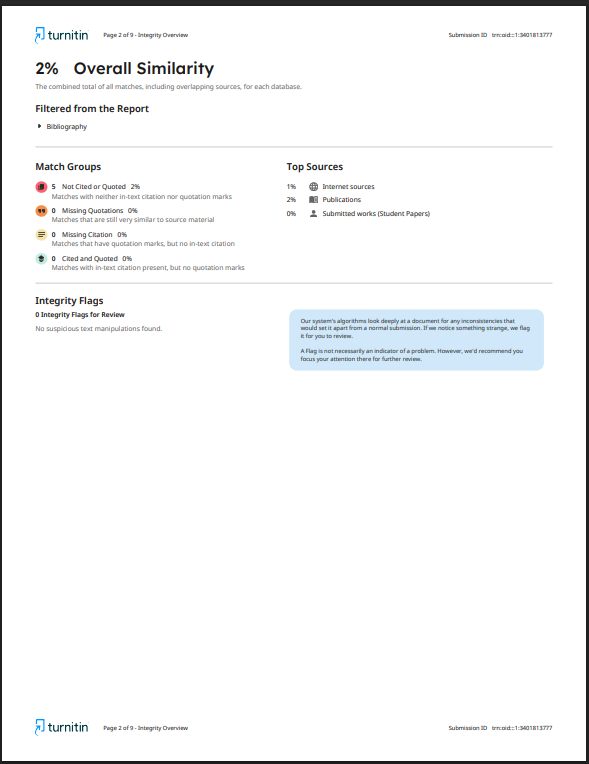 turnitin Page 2 of 9 - Integrity Overview Submission ID trn:oid:::1:3401813777
2% Overall Similarity
The combined total of all matches, including overlapping sources, for each database.
Filtered from the Report
Bibliography
Match Groups
5 Not Cited or Quoted 2%
Matches with neither in-text citation nor quotation marks
0 Missing Quotations 0%
Matches that are still very similar to source material
0 Missing Citation 0%
Matches that have quotation marks, but no in-text citation
0 Cited and Quoted 0%
Matches with in-text citation present, but no quotation marks
Top Sources
1% Internet sources
2% Publications
0% Submitted works (Student Papers)
Integrity Flags
0 Integrity Flags for Review
No suspicious text manipulations found.
Our system's algorithms look deeply at a document for any inconsistencies that
would set it apart from a normal submission. If we notice something strange, we flag
it for you to review.
A Flag is not necessarily an indicator of a problem. However, we'd recommend you
focus your attention there for further review.
turnitin Page 2 of 9 - Integrity Overview Submission ID trn:oid:::1:3401813777